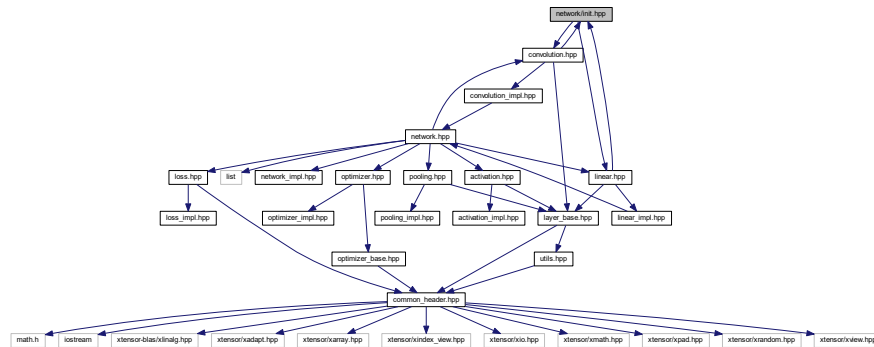 network/init.hpp
convolution.hpp
convolution_impl.hpp
network.hpp
loss.hpp
list
network_impl.hpp
optimizer.hpp
pooling.hpp
activation.hpp
linear.hpp
loss_impl.hpp
optimizer_impl.hpp
pooling_impl.hpp
activation_impl.hpp
layer_base.hpp
linear_impl.hpp
optimizer_base.hpp
utils.hpp
common_header.hpp
math.h
iostream
xtensor-blas/xlinalg.hpp
xtensor/xadapt.hpp
xtensor/xarray.hpp
xtensor/xindex_view.hpp
xtensor/xio.hpp
xtensor/xmath.hpp
xtensor/xpad.hpp
xtensor/xrandom.hpp
xtensor/xview.hpp